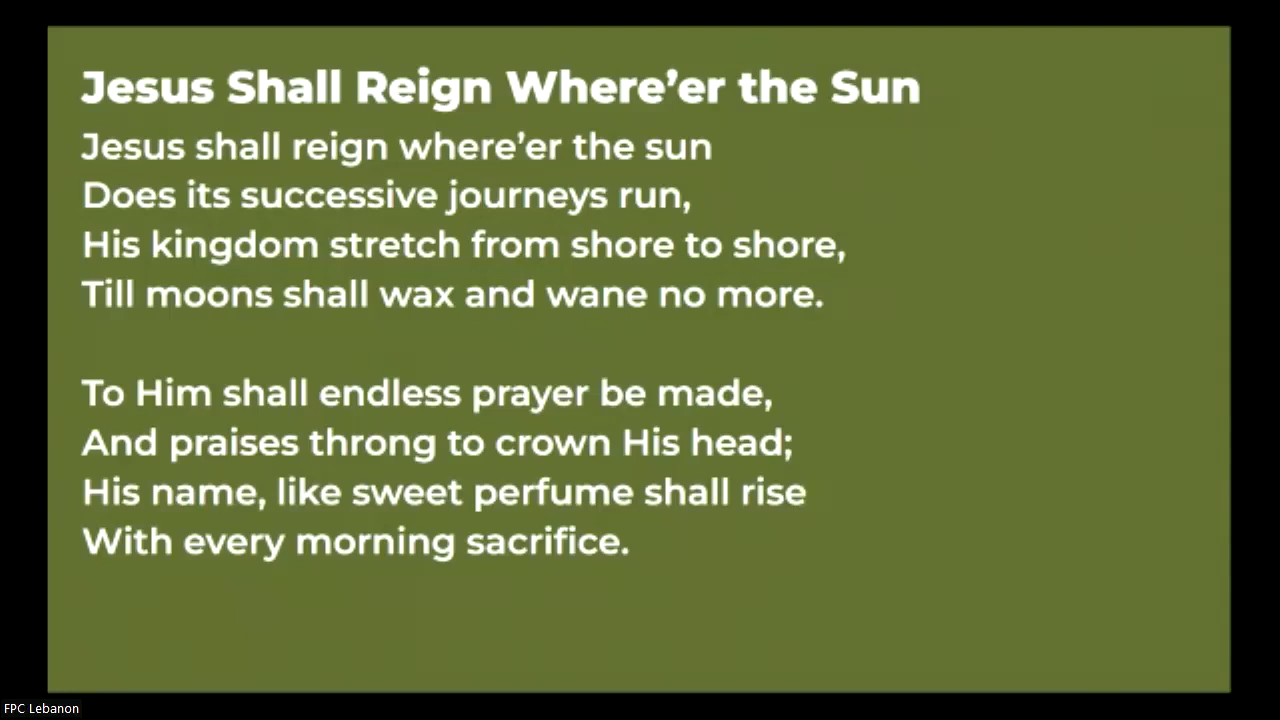 Jesus Shall Reign Where’er the Sun
Jesus shall reign where’er the sun
Does its successive journeys run,
His kingdom stretch from shore to shore,
Till moons shall wax and wane no more.
To Him shall endless prayer be made,
And praises throng to crown His head;
His name, like sweet perfume shall rise
With every morning sacrifice.
FPC Lebanon